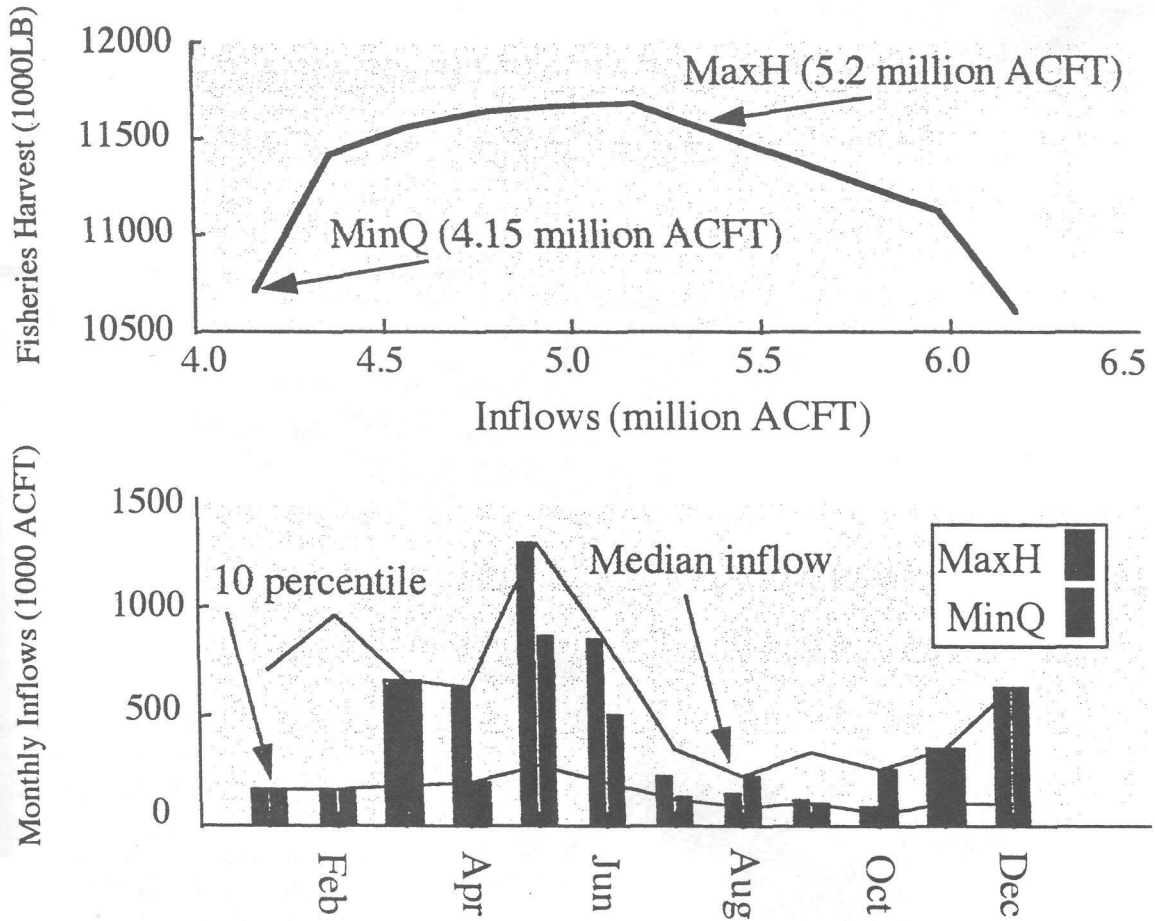 Fisheries Harvest (1000LB)
12000
11500
11000
10500
MaxH (5.2 million ACFT)
MinQ (4.15 million ACFT)
4.0 4.5 5.0 5.5 6.0 6.5
Inflows (million ACFT)
Monthly Inflows (1000 ACFT)
1500
1000
500
0
10 percentile
Median inflow
MaxH
MinQ
Feb Apr Jun Aug Oct Dec